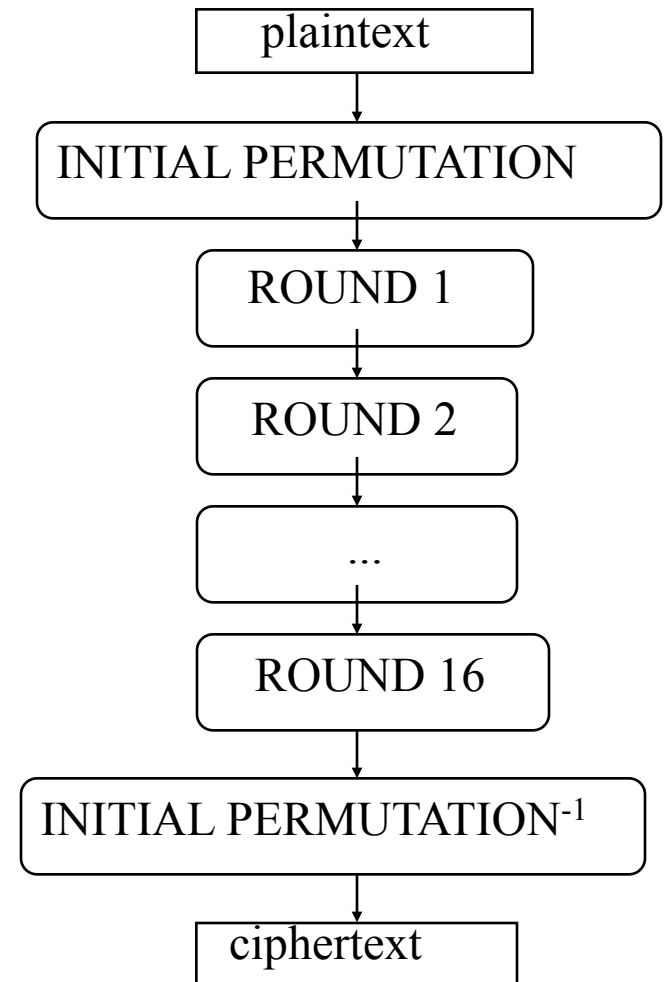 plaintext
INITIAL PERMUTATION
ROUND 1
ROUND 2
...
ROUND 16
INITIAL PERMUTATION-1
ciphertext